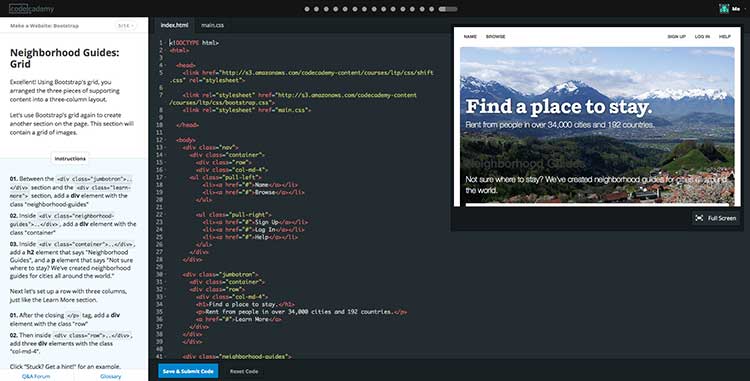 codecademy
Me
Make a Website: Bootstrap
5/14
Neighborhood Guides:
Grid
Excellent! Using Bootstrap's grid, you
arranged the three pieces of supporting
content into a three-column layout.
Let's use Bootstrap's grid again to create
another section on the page. This section will
contain a grid of images.
Instructions
01. Between the <div class="jumbotron">..
</div> section and the <div class="learn-
more"> section, add a div element with the
class "neighborhood-guides"
02. Inside <div class="neighborhood-
guides">..</div>, add a div element with the
class "container"
03. Inside <div class="container">..</div>,
add a h2 element that says "Neighborhood
Guides", and a p element that says "Not sure
where to stay? We've created neighborhood
guides for cities all around the world."
Next let's set up a row with three columns,
just like the Learn More section.
01. After the closing </p> tag, add a div
element with the class "row"
02. Then inside <div class="row">..</div>,
add three div elements with the class
"col-md-4".
Click "Stuck? Get a hint!" for an example.
Q&A Forum
Glossary
index.html
main.css
1 <!DOCTYPE html>
2 <html>
3
4 <head>
5 <link href="http://s3.amazonaws.com/codecademy-content/courses/ltp/css/shift
.css" rel="stylesheet">
6
7 <link rel="stylesheet" href="http://s3.amazonaws.com/codecademy-content
/courses/ltp/css/bootstrap.css">
8 <link rel="stylesheet" href="main.css">
9
10 </head>
11
12 <body>
13 <div class="nav">
14 <div class="container">
15 <div class="row">
16 <div class="col-md-4">
17 <ul class="pull-left">
18 <li><a href="#">Name</a></li>
19 <li><a href="#">Browse</a></li>
20 </ul>
21
22 <ul class="pull-right">
23 <li><a href="#">Sign Up</a></li>
24 <li><a href="#">Log In</a></li>
25 <li><a href="#">Help</a></li>
26 </ul>
27 </div>
28 </div>
29
30 <div class="jumbotron">
31 <div class="container">
32 <div class="row">
33 <div class="col-md-4">
34 <h1>Find a place to stay.</h1>
35 <p>Rent from people in over 34,000 cities and 192 countries.</p>
36 <a href="#">Learn More</a>
37 </div>
38 </div>
39 </div>
40
41 <div class="neighborhood-guides">
Save & Submit Code
Reset Code
NAME
BROWSE
SIGN UP
LOG IN
HELP
Find a place to stay.
Rent from people in over 34,000 cities and 192 countries.
Neighborhood Guides
Not sure where to stay? We've created neighborhood guides for cities all around
the world.
Full Screen